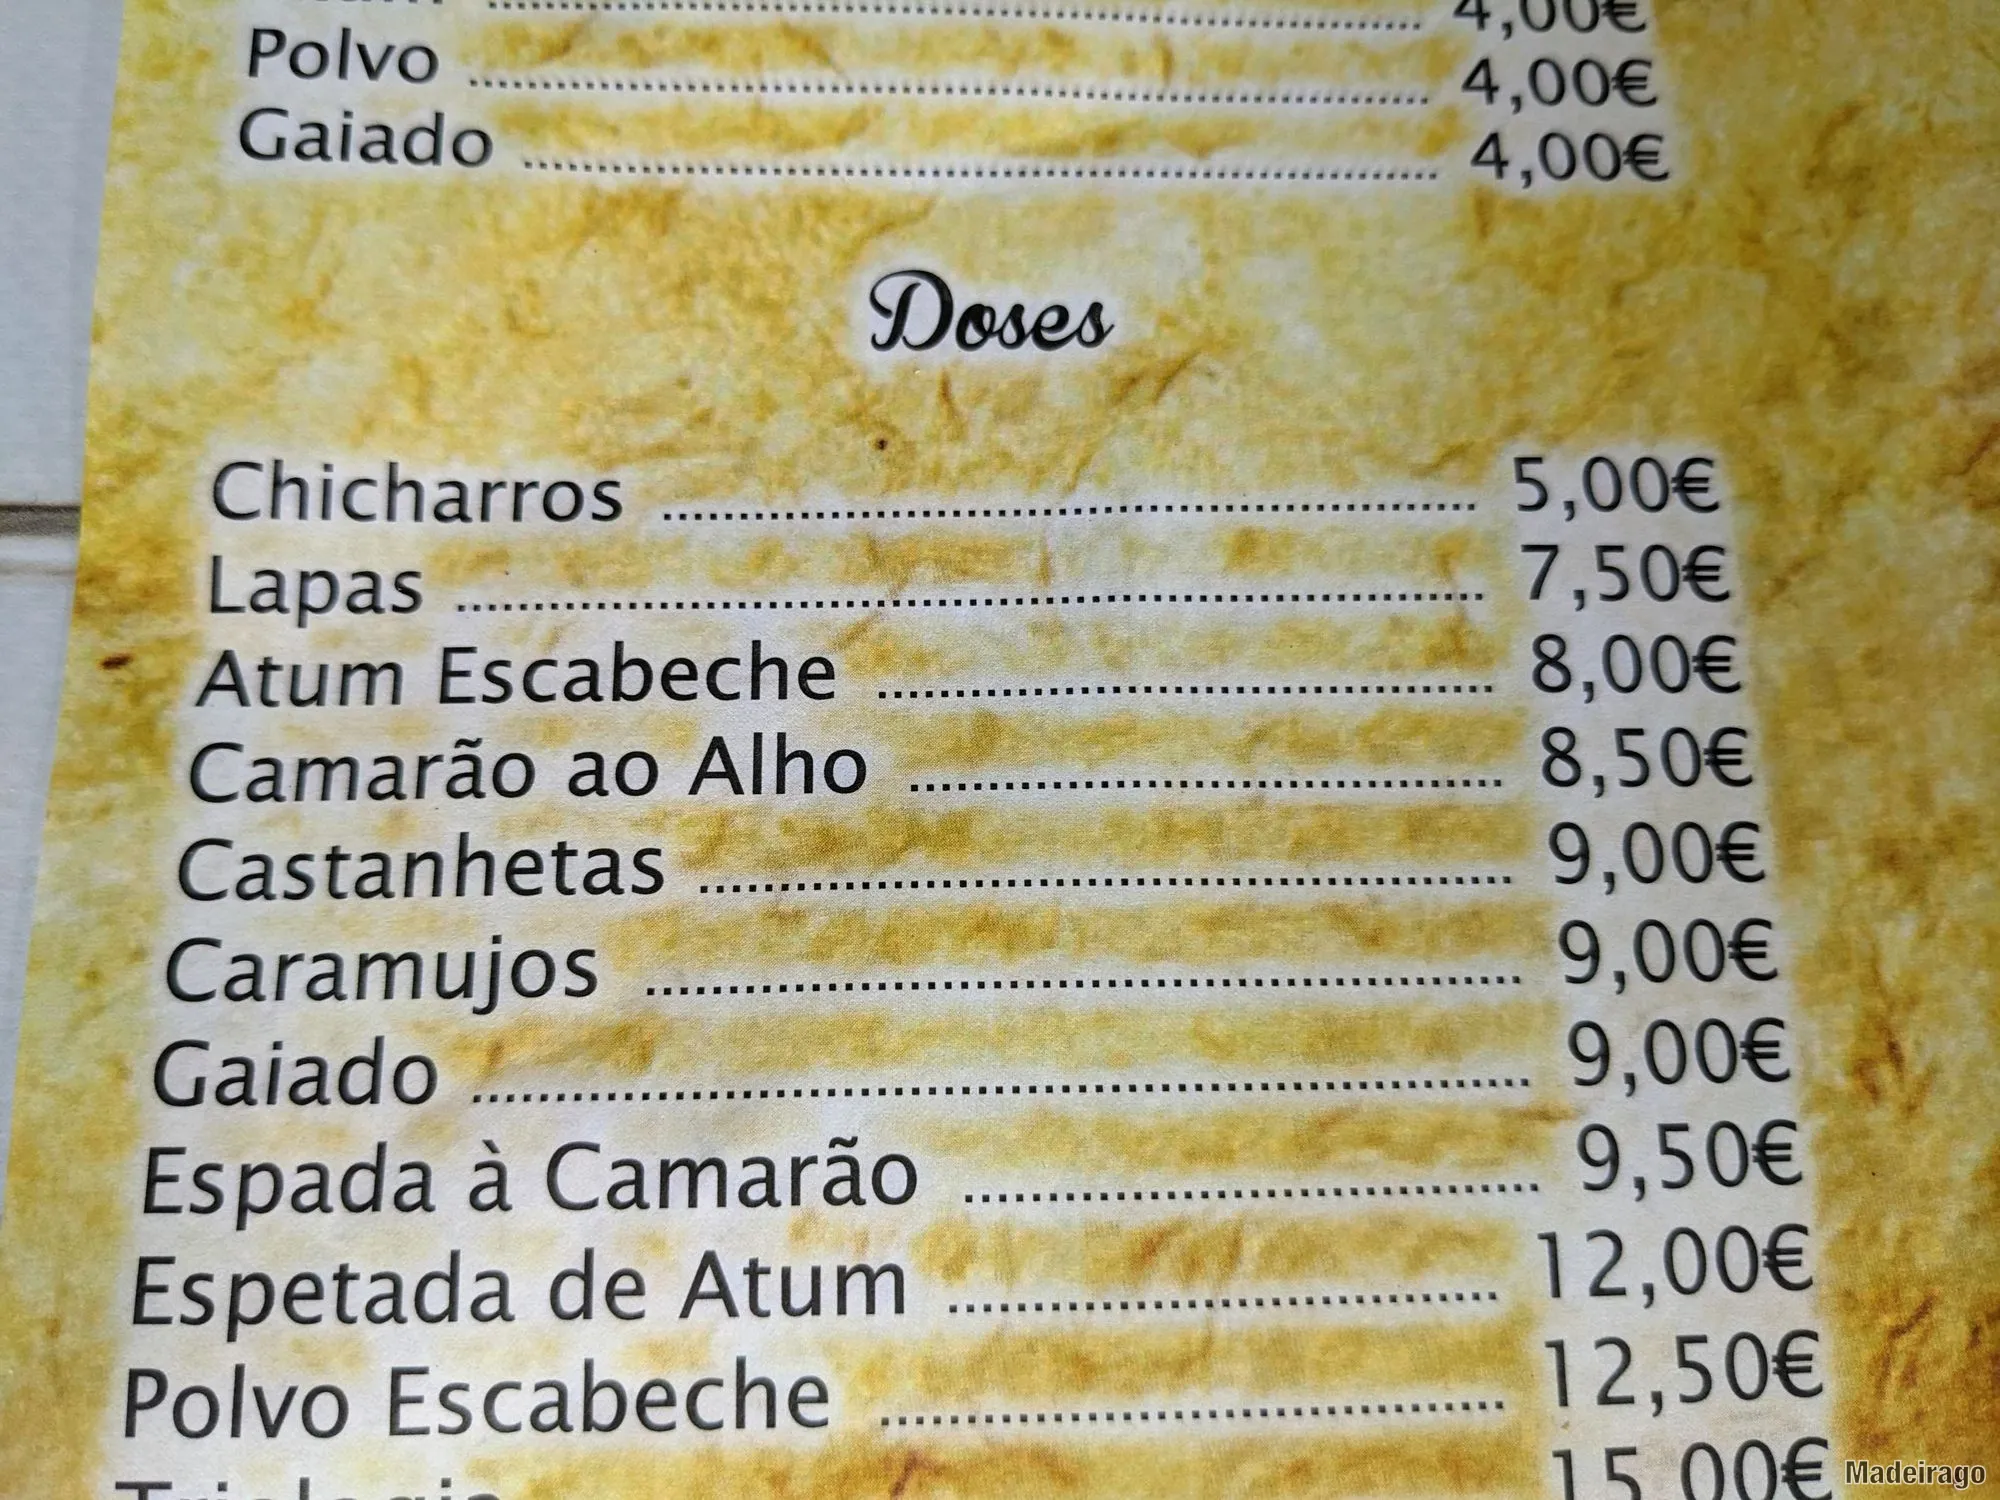 4,00€
Polvo ........ 4,00€
Gaiado ........ 4,00€
Doses
Chicharros ........ 5,00€
Lapas ........ 7,50€
Atum Escabeche ........ 8,00€
Camarão ao Alho ........ 8,50€
Castanhetas ........ 9,00€
Caramujos ........ 9,00€
Gaiado ........ 9,00€
Espada à Camarão ........ 9,50€
Espetada de Atum ........ 12,00€
Polvo Escabeche ........ 12,50€
15,00€
Madeirago